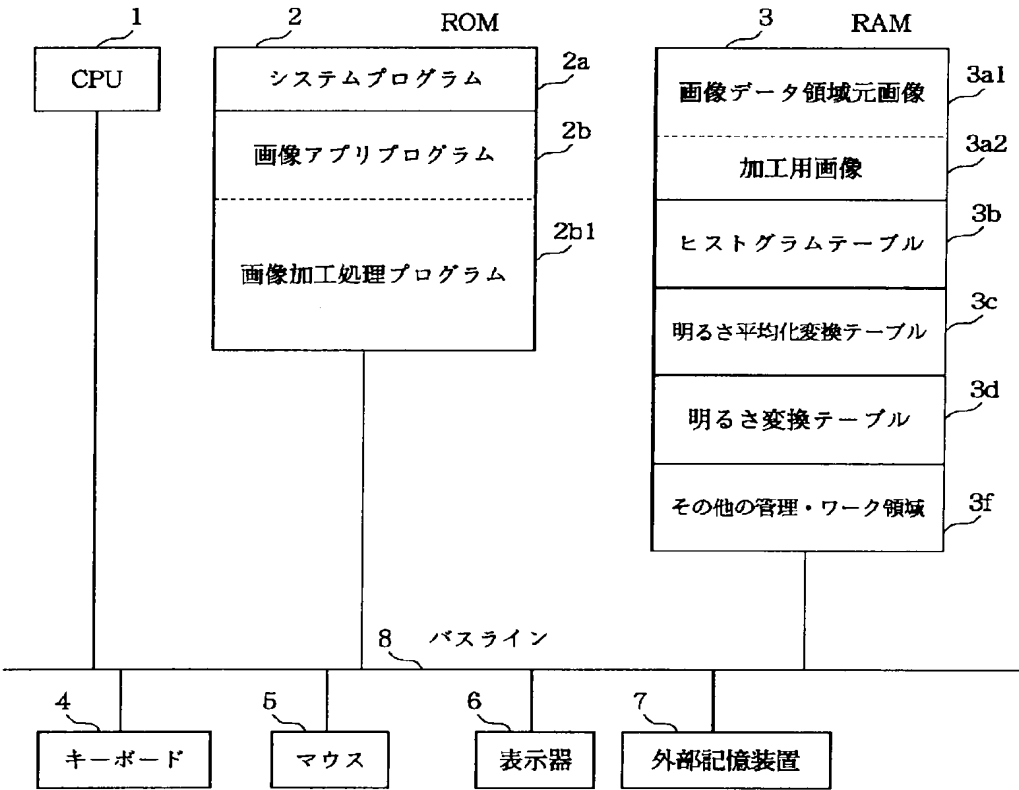 1
CPU
2
ROM
システムプログラム
2a
画像アプリプログラム
2b
画像加工処理プログラム
2b1
3
RAM
画像データ領域元画像
3a1
加工用画像
3a2
ヒストグラムテーブル
3b
明るさ平均化変換テーブル
3c
明るさ変換テーブル
3d
その他の管理・ワーク領域
3f
8
バスライン
4
キーボード
5
マウス
6
表示器
7
外部記憶装置